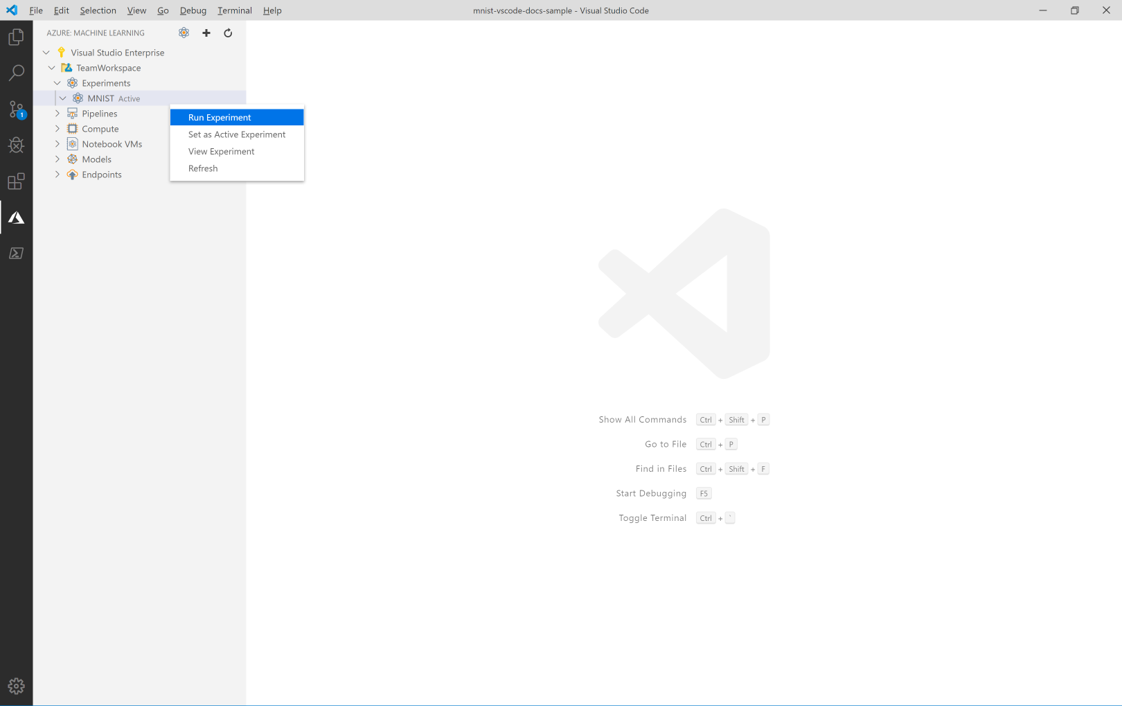 File Edit Selection View Go Debug Terminal Help
mnist-vscode-docs-sample - Visual Studio Code
AZURE: MACHINE LEARNING
Visual Studio Enterprise
TeamWorkspace
Experiments
MNIST Active
Pipelines
Compute
Notebook VMs
Models
Endpoints
1
Run Experiment
Set as Active Experiment
View Experiment
Refresh
Show All Commands Ctrl + Shift + P
Go to File Ctrl + P
Find in Files Ctrl + Shift + F
Start Debugging F5
Toggle Terminal Ctrl + `